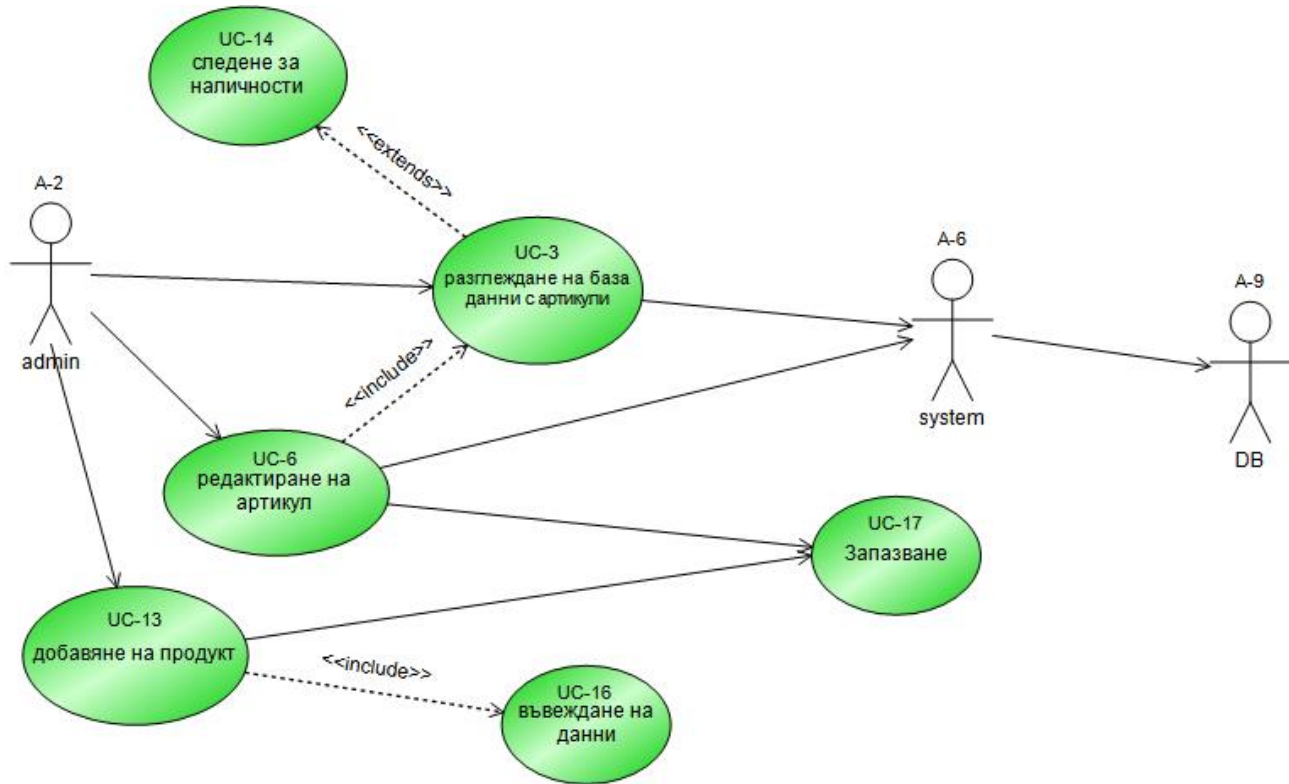 UC-14
следене за
наличности
<<extends>>
A-2
admin
UC-3
разглеждане на база
данни с артикули
A-6
system
A-9
DB
<<include>>
UC-6
редактиране на
артикул
UC-17
Запазване
UC-13
добавяне на продукт
<<include>>
UC-16
въвеждане на
данни